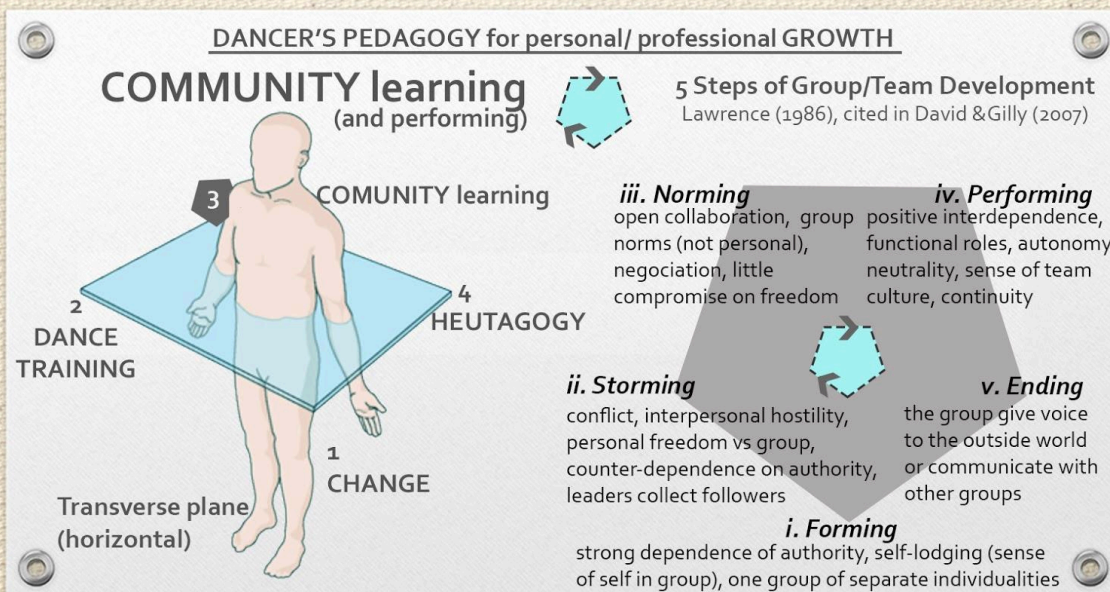 DANCER'S PEDAGOGY for personal/ professional GROWTH
COMMUNITY learning
(and performing)
3
COMUNITY learning
2
DANCE
TRAINING
4
HEUTAGOGY
1
CHANGE
Transverse plane
(horizontal)
5 Steps of Group/Team Development
Lawrence (1986), cited in David &Gilly (2007)
iii. Norming
open collaboration, group
norms (not personal),
negociation, little
compromise on freedom
iv. Performing
positive interdependence,
functional roles, autonomy
neutrality, sense of team
culture, continuity
ii. Storming
conflict, interpersonal hostility,
personal freedom vs group,
counter-dependence on authority,
leaders collect followers
v. Ending
the group give voice
to the outside world
or communicate with
other groups
i. Forming
strong dependence of authority, self-lodging (sense
of self in group), one group of separate individualities